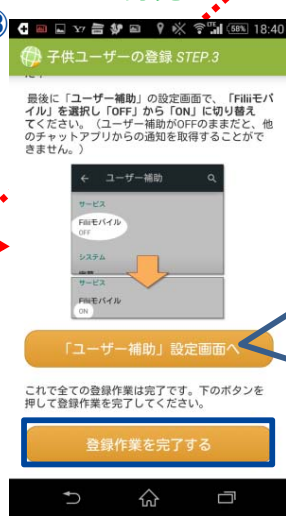 58% 18:40
子供ユーザーの登録 STEP.3
最後に「ユーザー補助」の設定画面で、「Filiiモバ
イル」を選択し「OFF」から「ON」に切り替え
てください。（ユーザー補助がOFFのままだと、他
のチャットアプリからの通知を取得することがで
きません。）
ユーザー補助
サービス
Filiiモバイル
OFF
システム
サービス
Filiiモバイル
ON
「ユーザー補助」設定画面へ
これで全ての登録作業は完了です。下のボタンを
押して登録作業を完了してください。
登録作業を完了する